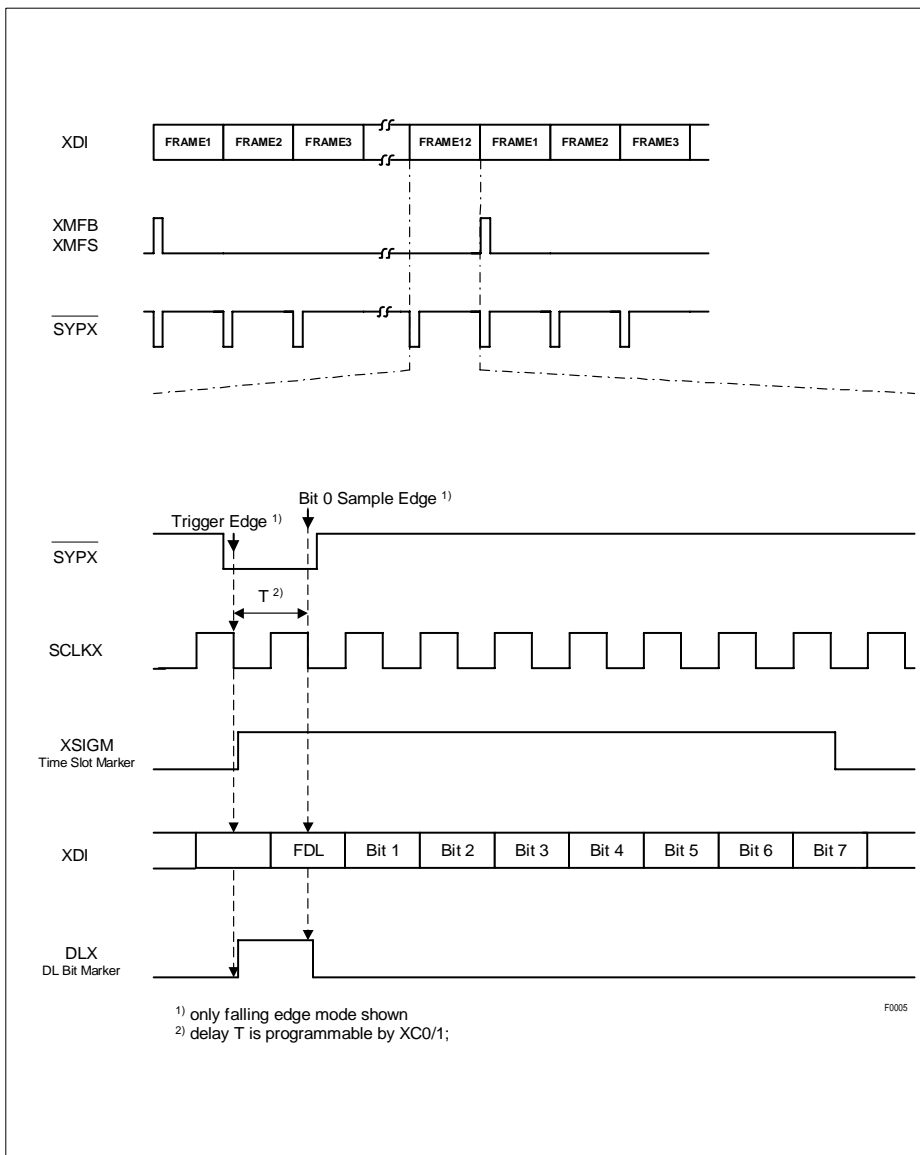 XDI FRAME1 FRAME2 FRAME3 FRAME12 FRAME1 FRAME2 FRAME3
XMFB
XMFS
SYPX
Bit 0 Sample Edge 1)
Trigger Edge 1)
SYPX
T 2)
SCLKX
XSIGM
Time Slot Marker
XDI FDL Bit 1 Bit 2 Bit 3 Bit 4 Bit 5 Bit 6 Bit 7
DLX
DL Bit Marker
1) only falling edge mode shown
2) delay T is programmable by XC0/1;
F0005